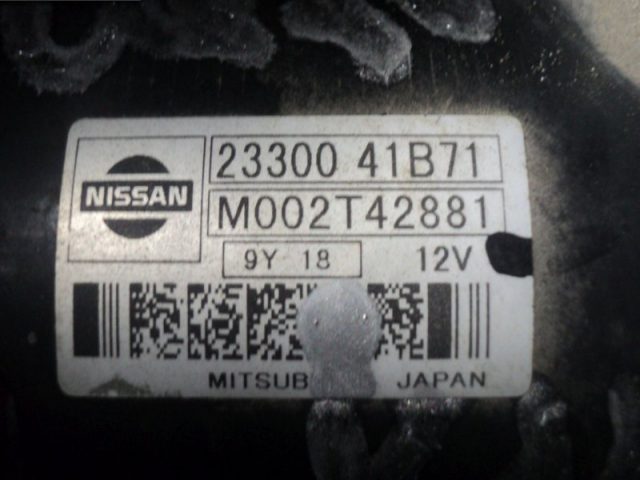 NISSAN
23300 41B71
M002T42881
9Y 18
12V
MITSUB JAPAN